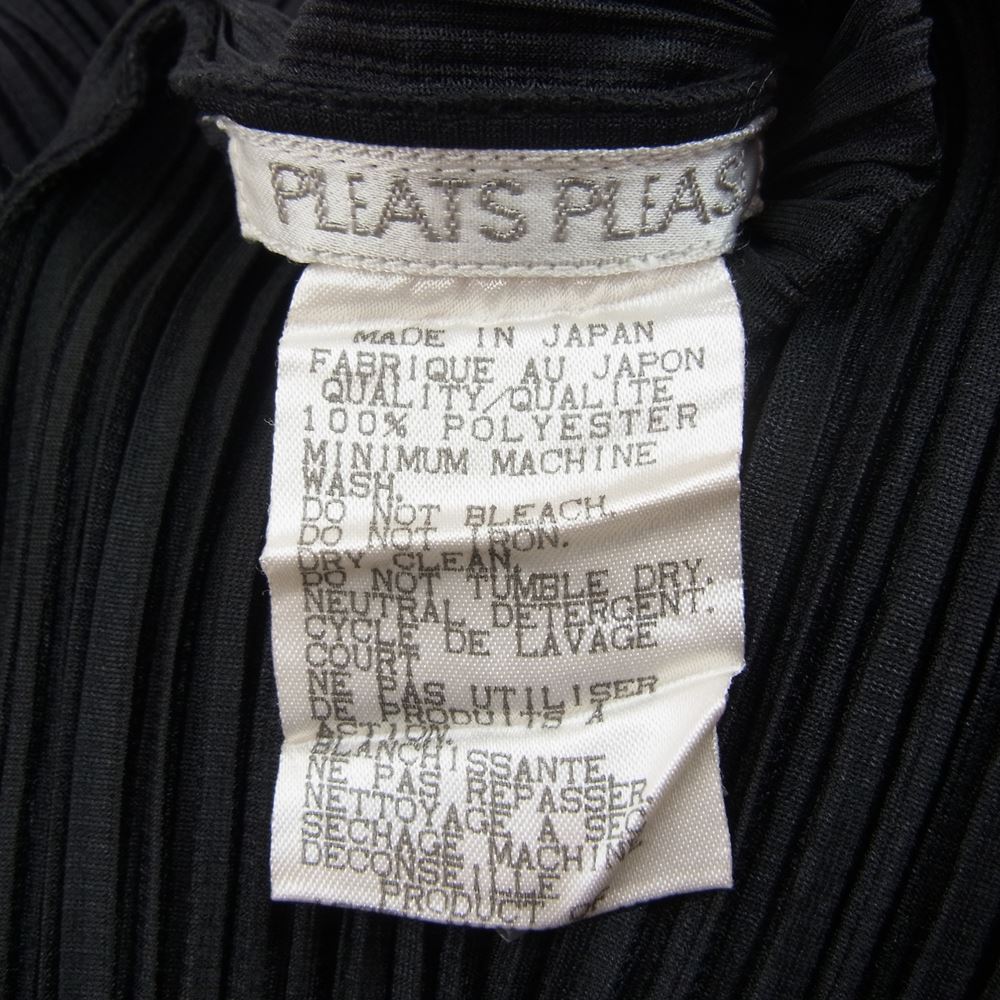 PLEATS PLEAS
MADE IN JAPAN
FABRIQUE AU JAPON
QUALITY/QUALITE
100% POLYESTER
MINIMUM MACHINE
WASH.
DO NOT BLEACH.
DO NOT IRON.
DRY CLEAN.
DO NOT TUMBLE DRY.
NEUTRAL DETERGENT.
CYCLE DE LAVAGE
COURT
NE PAS UTILISER
DE PRODUITS A
ACTION.
BLANCHISSANTE
NE PAS REPASSER.
NETTOYAGE A SEC
SECHAGE MACHINE
DECONSEILLE
PRODUCT